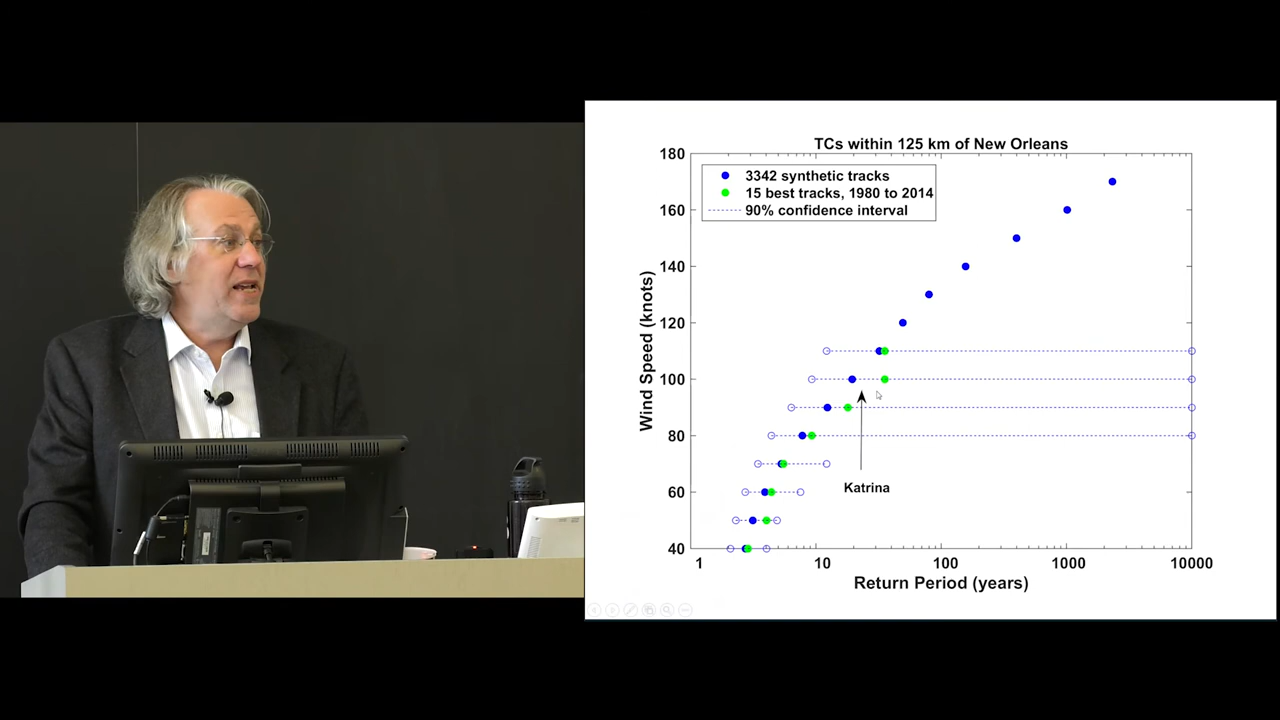 TCs within 125 km of New Orleans
180
3342 synthetic tracks
15 best tracks, 1980 to 2014
90% confidence interval
160
140
120
100
80
60
40
Wind Speed (knots)
Katrina
1
10
100
1000
10000
Return Period (years)